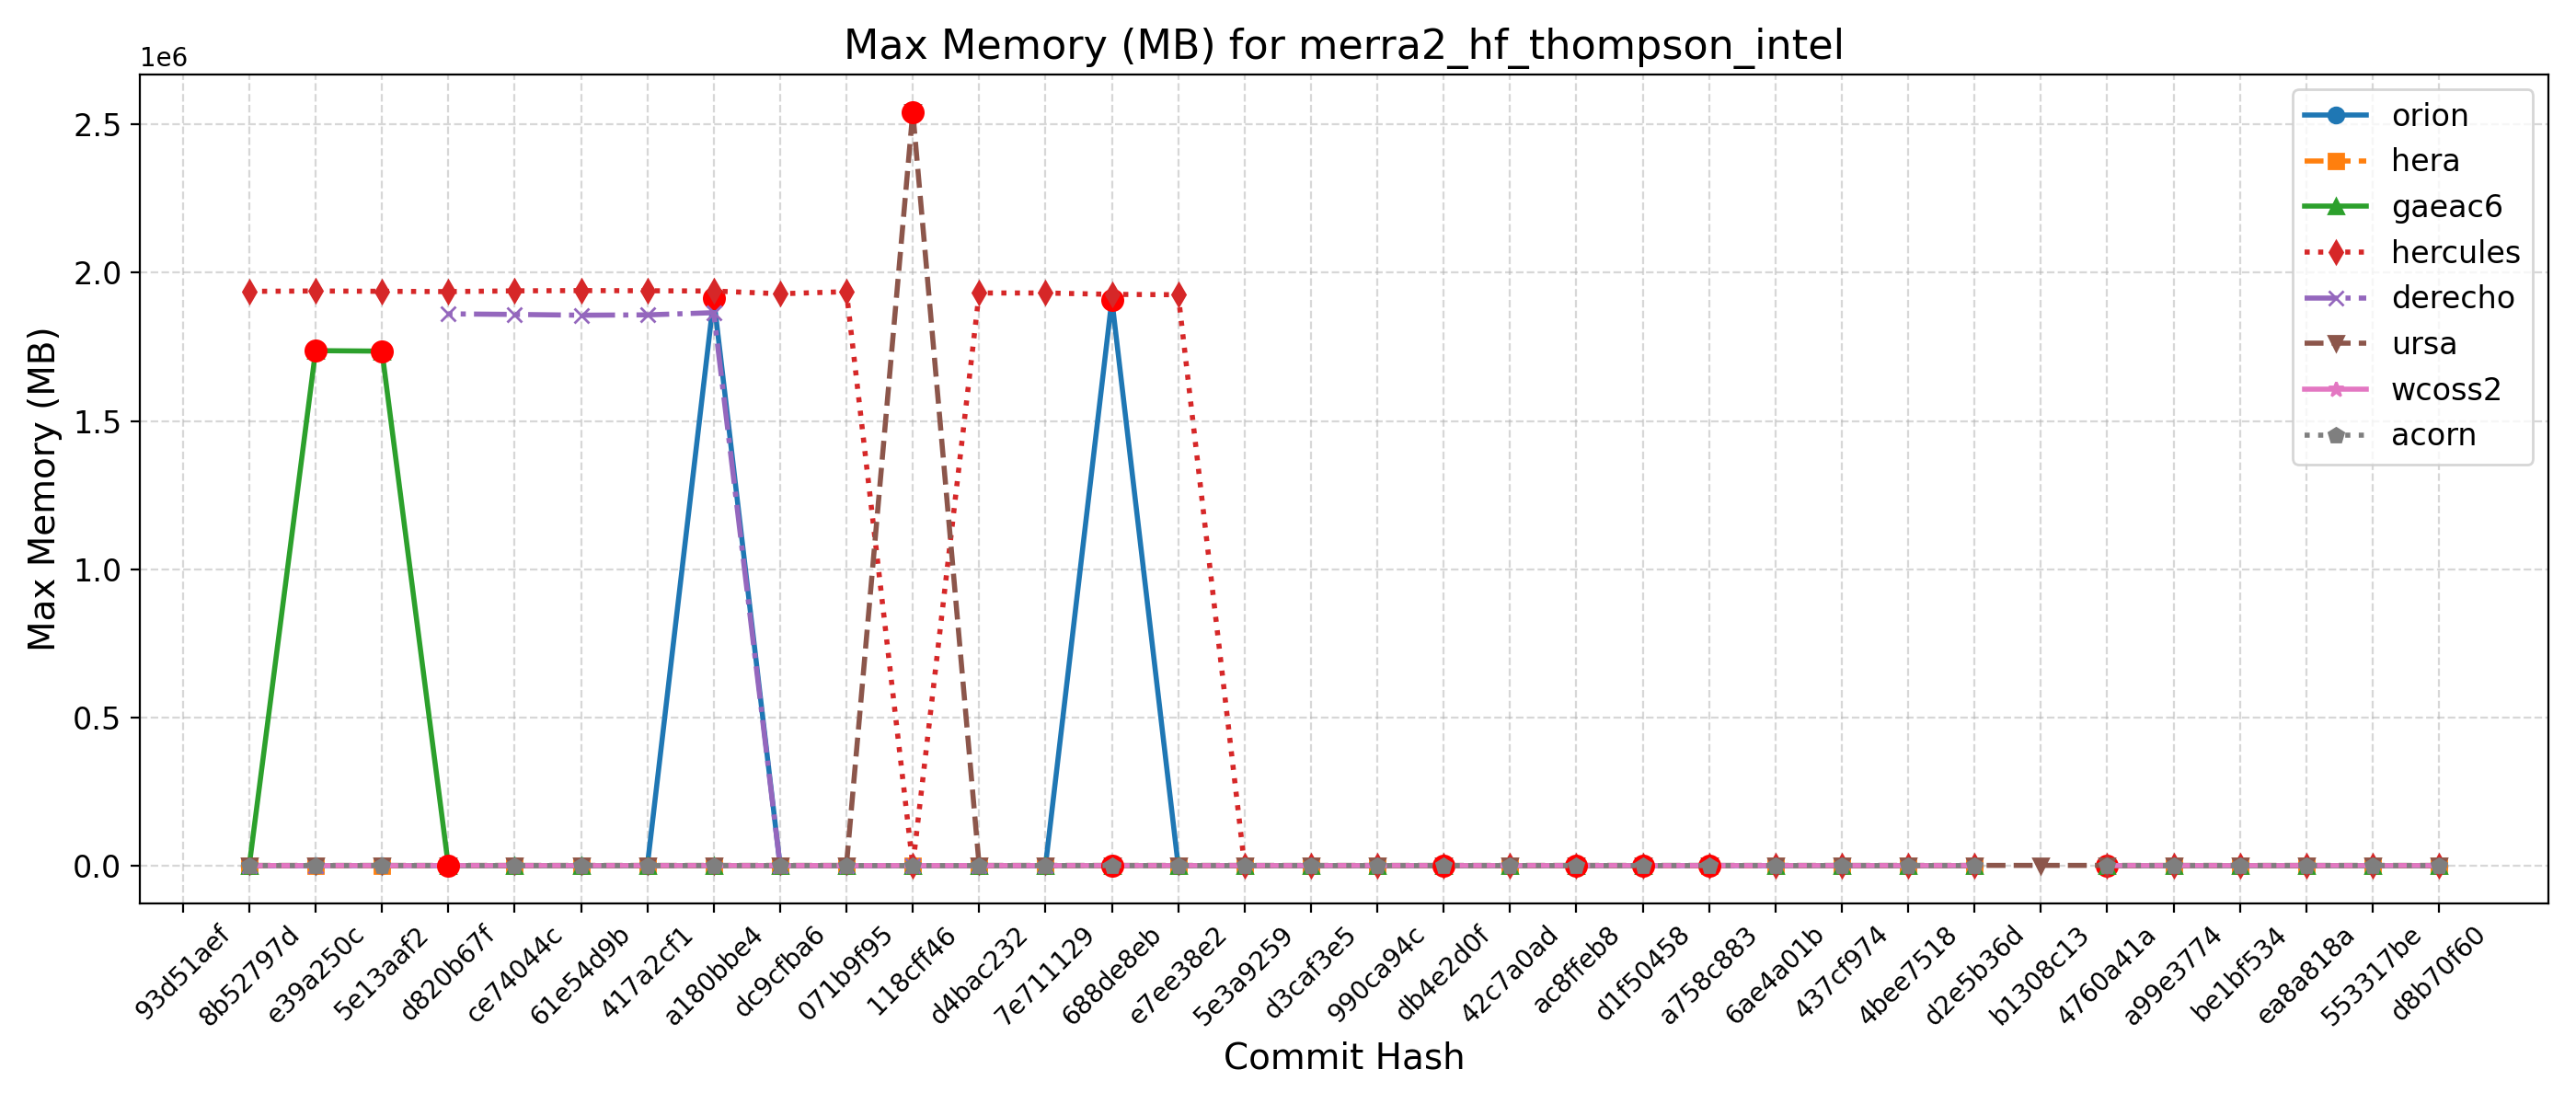 Max Memory (MB) for merra2_hf_thompson_intel
1e6
2.5
2.0
1.5
1.0
0.5
0.0
Max Memory (MB)
orion
hera
gaeac6
hercules
derecho
ursa
wcoss2
acorn
93d51aef
8b52797d
e39a250c
5e13aaf2
d820b67f
ce74044c
61e54d9b
417a2cf1
a180bbe4
dc9cfba6
071b9f95
118cff46
d4bac232
7e711129
688de8eb
e7ee38e2
5e3a9259
d3caf3e5
990ca94c
db4e2d0f
42c7a0ad
ac8ffeb8
d1f50458
a758c883
6ae4a01b
437cf974
4bee7518
d2e5b36d
b1308c13
4760a41a
a99e3774
be1bf534
ea8a818a
553317be
d8b70f60
Commit Hash